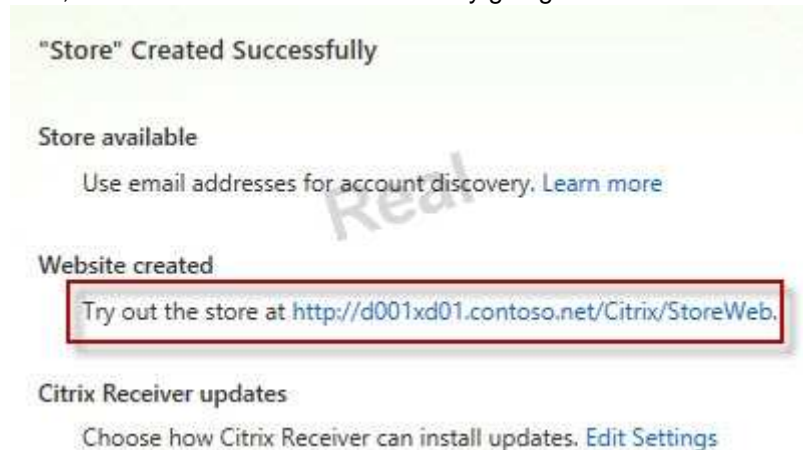 "Store" Created Successfully
Store available
Use email addresses for account discovery. Learn more
Real
Website created
Try out the store at http://d001xd01.contoso.net/Citrix/StoreWeb.
Citrix Receiver updates
Choose how Citrix Receiver can install updates. Edit Settings